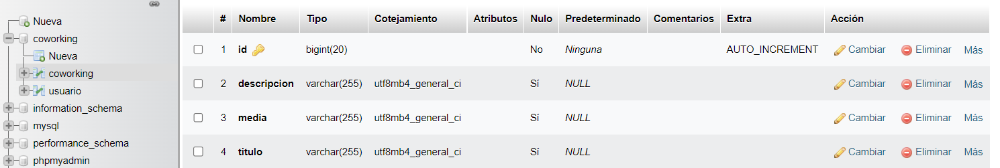 Nueva
coworking
Nueva
coworking
usuario
information_schema
mysql
performance_schema
phpmyadmin
# Nombre Tipo Cotejamiento Atributos Nulo Predeterminado Comentarios Extra Acción
1 id bigint(20) No Ninguna AUTO_INCREMENT Cambiar Eliminar Más
2 descripcion varchar(255) utf8mb4_general_ci Sí NULL Cambiar Eliminar Más
3 media varchar(255) utf8mb4_general_ci Sí NULL Cambiar Eliminar Más
4 titulo varchar(255) utf8mb4_general_ci Sí NULL Cambiar Eliminar Más